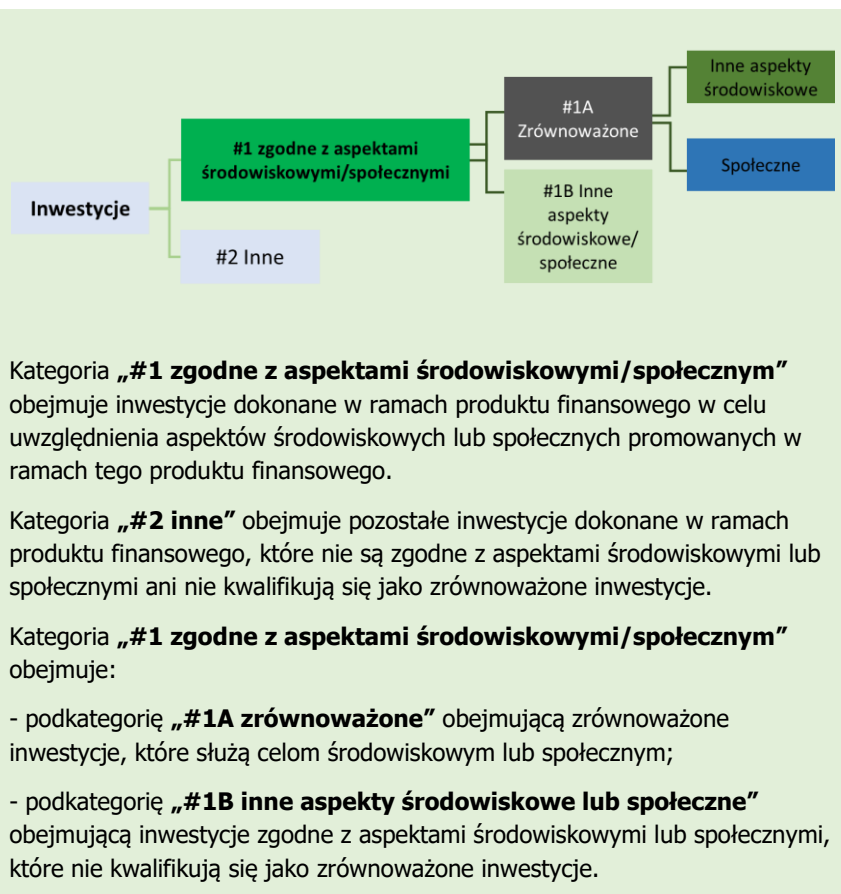 Inwestycje
#1 zgodne z aspektami
środowiskowymi/społecznymi
#2 Inne
#1A
Zrównoważone
#1B Inne
aspekty
środowiskowe/
społeczne
Inne aspekty
środowiskowe
Społeczne
Kategoria „#1 zgodne z aspektami środowiskowymi/społecznym”
obejmuje inwestycje dokonane w ramach produktu finansowego w celu
uwzględnienia aspektów środowiskowych lub społecznych promowanych w
ramach tego produktu finansowego.
Kategoria „#2 inne” obejmuje pozostałe inwestycje dokonane w ramach
produktu finansowego, które nie są zgodne z aspektami środowiskowymi lub
społecznymi ani nie kwalifikują się jako zrównoważone inwestycje.
Kategoria „#1 zgodne z aspektami środowiskowymi/społecznym”
obejmuje:
- podkategorię „#1A zrównoważone” obejmującą zrównoważone
inwestycje, które służą celom środowiskowym lub społecznym;
- podkategorię „#1B inne aspekty środowiskowe lub społeczne”
obejmującą inwestycje zgodne z aspektami środowiskowymi lub społecznymi,
które nie kwalifikują się jako zrównoważone inwestycje.